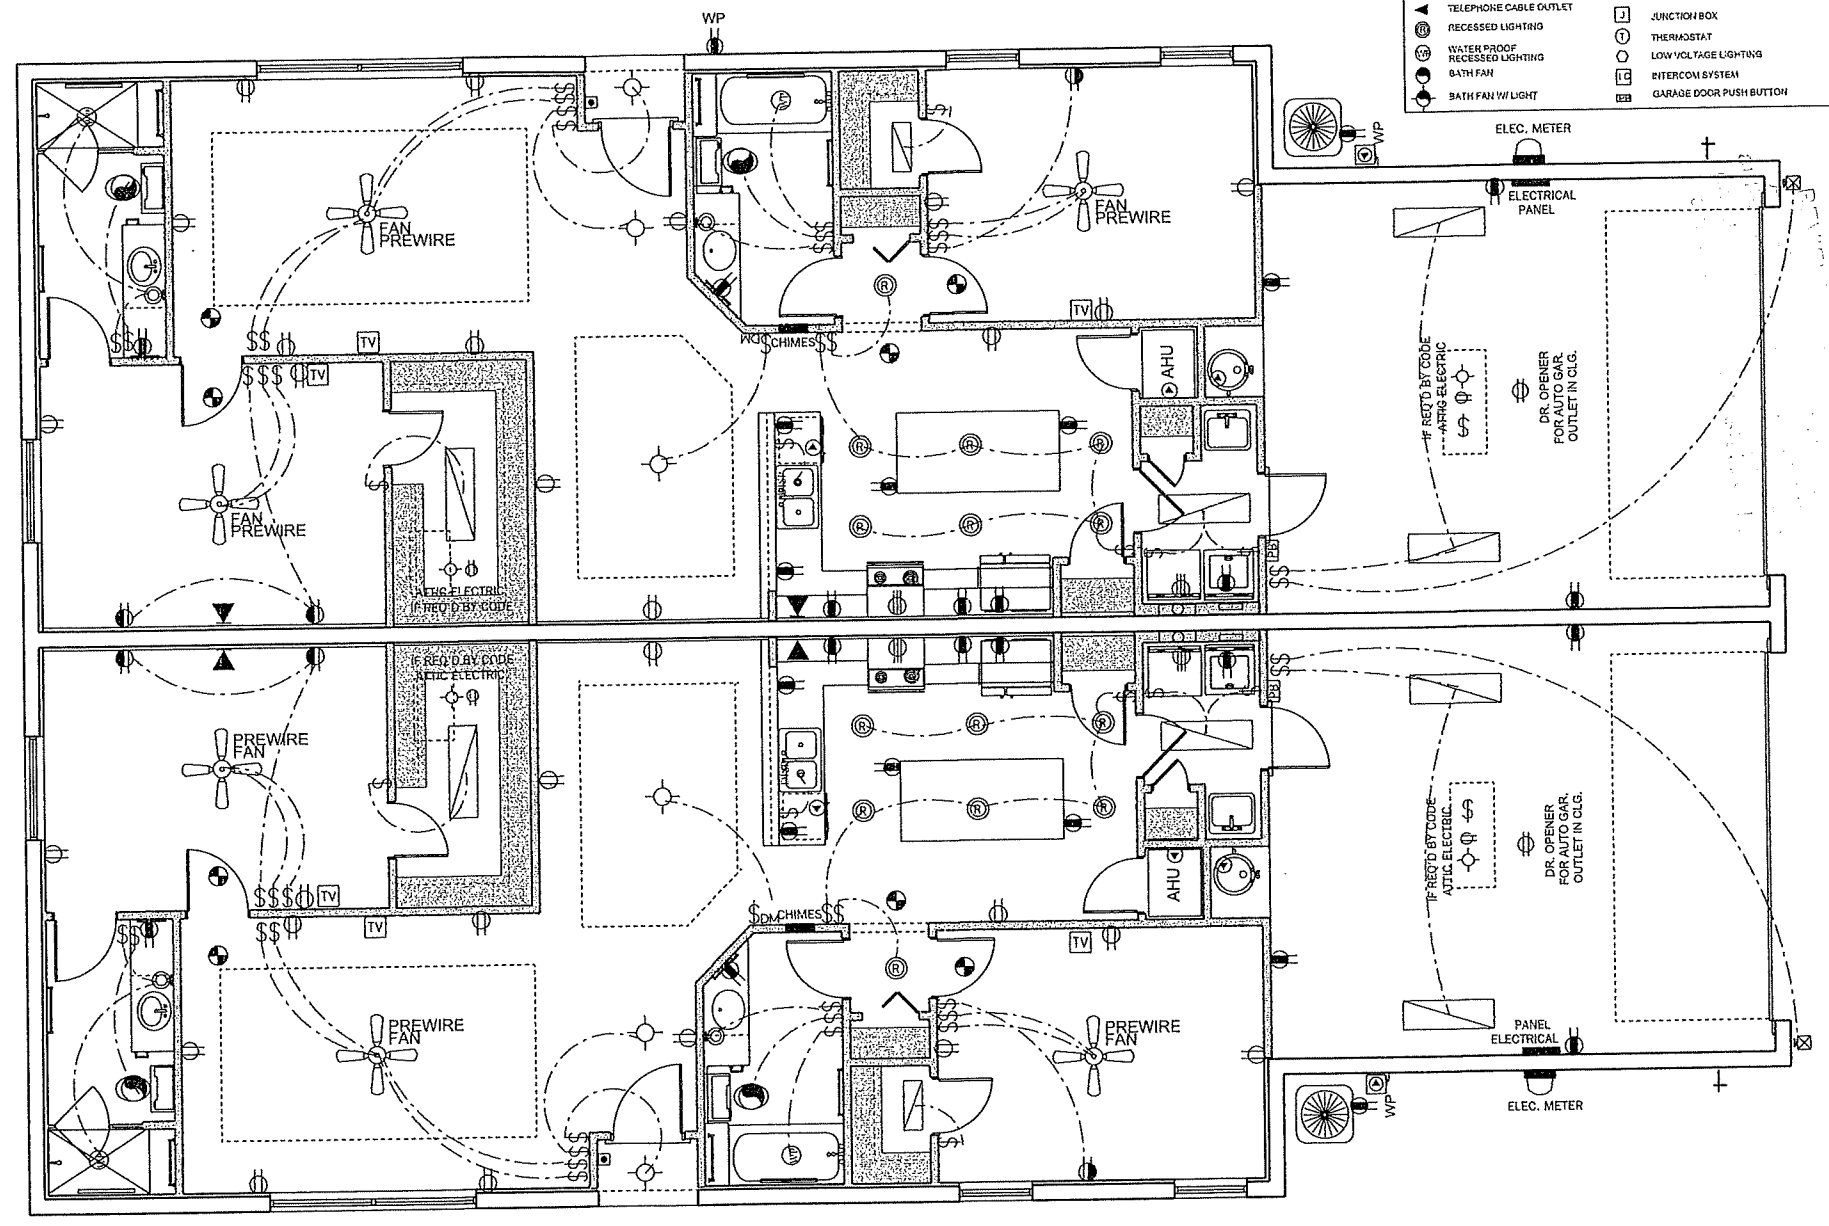 TELEPHONE CABLE OUTLET
RECESSED LIGHTING
WATER PROOF
RECESSED LIGHTING
BATH FAN
BATH FAN W/ LIGHT
J
JUNCTION BOX
T
THERMOSTAT
LOW VOLTAGE LIGHTING
INTERCOM SYSTEM
GARAGE DOOR PUSH BUTTON
WP
ELEC. METER
WP
ELECTRICAL
PANEL
FAN
PREWIRE
FAN
PREWIRE
R
TV
TV
DM
CHIMES
TV
AHU
IF REQ'D BY CODE
ATTIC ELECTRIC
DR. OPENER
FOR AUTO GAR.
OUTLET IN CLG.
R
R
R
R
R
R
FAN
PREWIRE
ATTIC ELECTRIC
IF REQ'D BY CODE
PB
IF REQ'D BY CODE
ATTIC ELECTRIC
PB
PREWIRE
FAN
R
R
R
R
R
R
IF REQ'D BY CODE
ATTIC ELECTRIC
DR. OPENER
FOR AUTO GAR.
OUTLET IN CLG.
AHU
TV
DM
CHIMES
TV
TV
R
PREWIRE
FAN
PREWIRE
FAN
PANEL
ELECTRICAL
WP
ELEC. METER